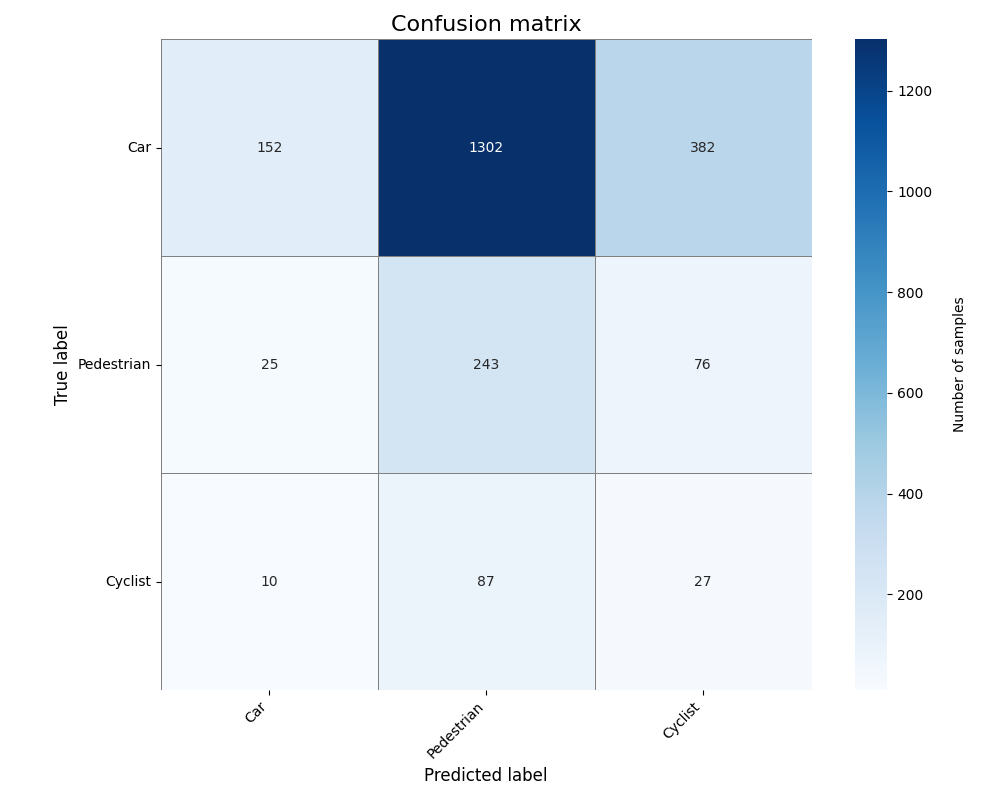 Confusion matrix
Car
152
1302
382
Pedestrian
25
243
76
Cyclist
10
87
27
Car
Pedestrian
Cyclist
Predicted label
True label
1200
1000
800
600
400
200
Number of samples